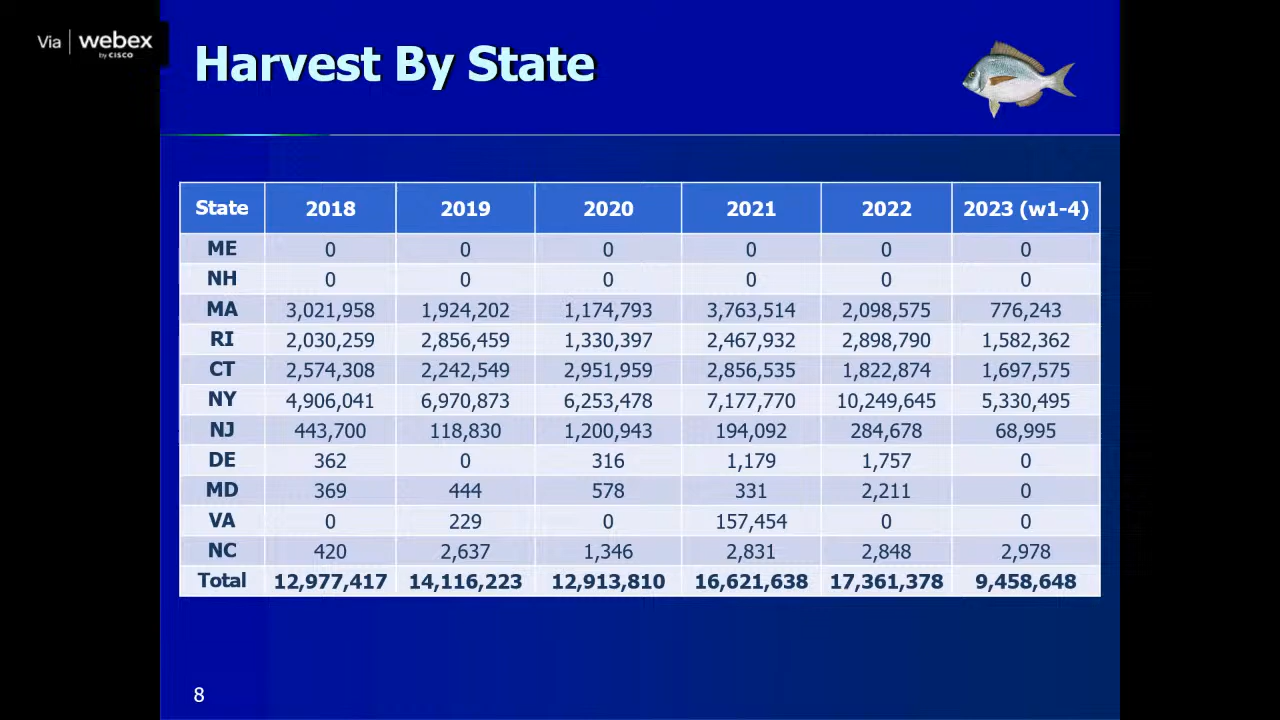 Via webex
by CISCO
Harvest By State
State 2018 2019 2020 2021 2022 2023 (w1-4)
ME 0 0 0 0 0 0
NH 0 0 0 0 0 0
MA 3,021,958 1,924,202 1,174,793 3,763,514 2,098,575 776,243
RI 2,030,259 2,856,459 1,330,397 2,467,932 2,898,790 1,582,362
CT 2,574,308 2,242,549 2,951,959 2,856,535 1,822,874 1,697,575
NY 4,906,041 6,970,873 6,253,478 7,177,770 10,249,645 5,330,495
NJ 443,700 118,830 1,200,943 194,092 284,678 68,995
DE 362 0 316 1,179 1,757 0
MD 369 444 578 331 2,211 0
VA 0 229 0 157,454 0 0
NC 420 2,637 1,346 2,831 2,848 2,978
Total 12,977,417 14,116,223 12,913,810 16,621,638 17,361,378 9,458,648
8